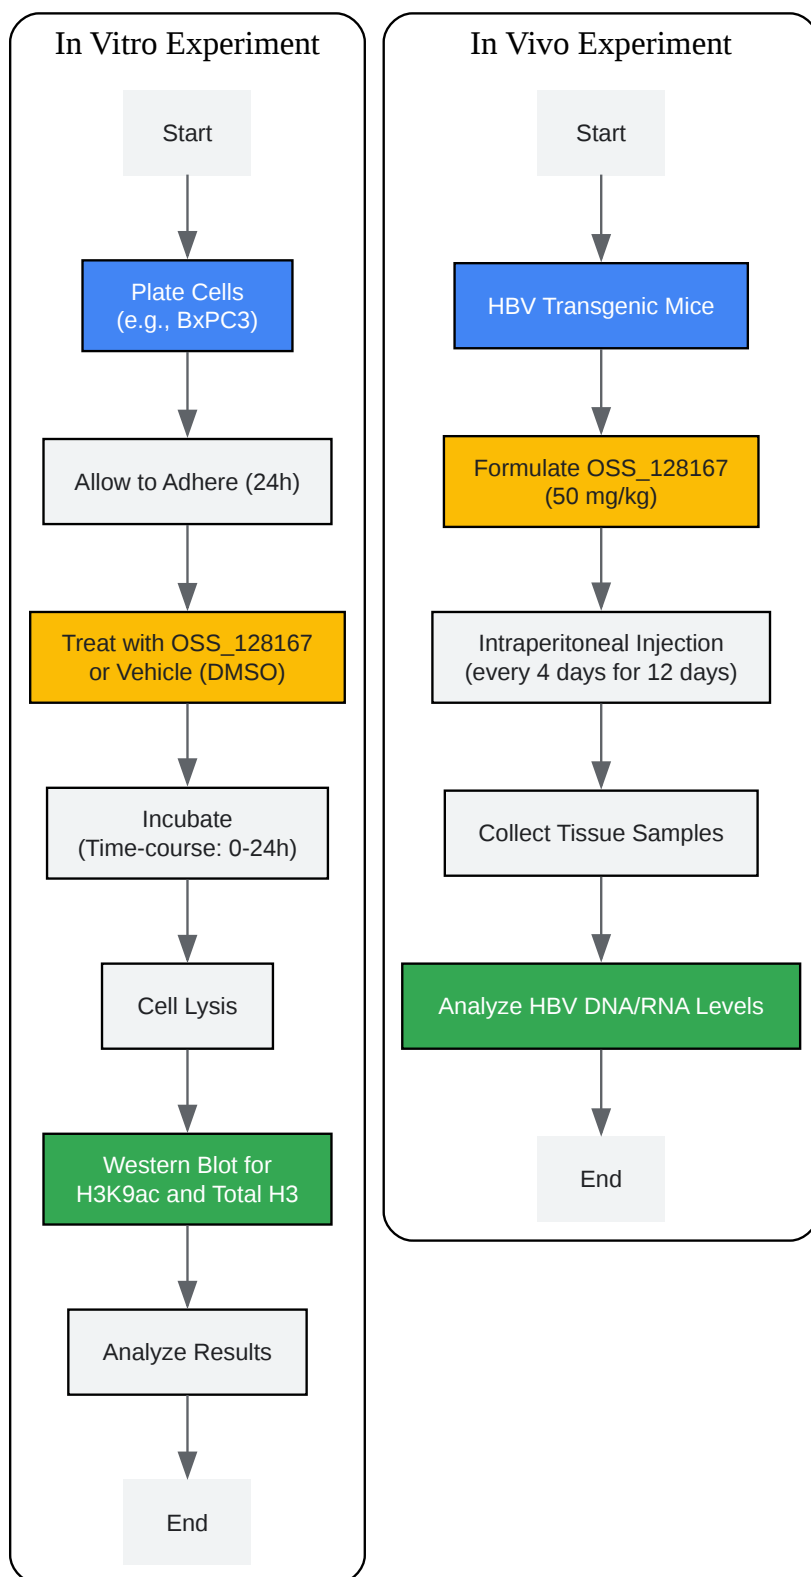 In Vitro Experiment
Start
Plate Cells
(e.g., BxPC3)
Allow to Adhere (24h)
Treat with OSS_128167
or Vehicle (DMSO)
Incubate
(Time-course: 0-24h)
Cell Lysis
Western Blot for
H3K9ac and Total H3
Analyze Results
End
In Vivo Experiment
Start
HBV Transgenic Mice
Formulate OSS_128167
(50 mg/kg)
Intraperitoneal Injection
(every 4 days for 12 days)
Collect Tissue Samples
Analyze HBV DNA/RNA Levels
End